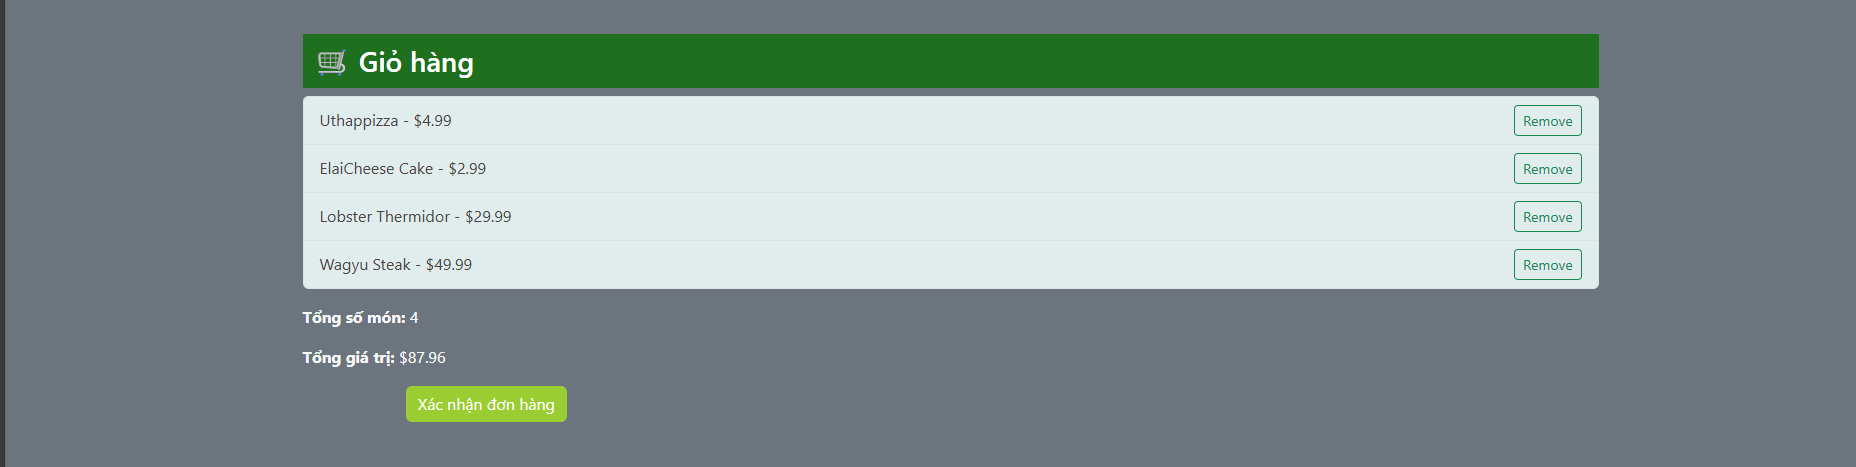 Giỏ hàng
Uthappizza - $4.99 Remove
ElaiCheese Cake - $2.99 Remove
Lobster Thermidor - $29.99 Remove
Wagyu Steak - $49.99 Remove
Tổng số món: 4
Tổng giá trị: $87.96
Xác nhận đơn hàng